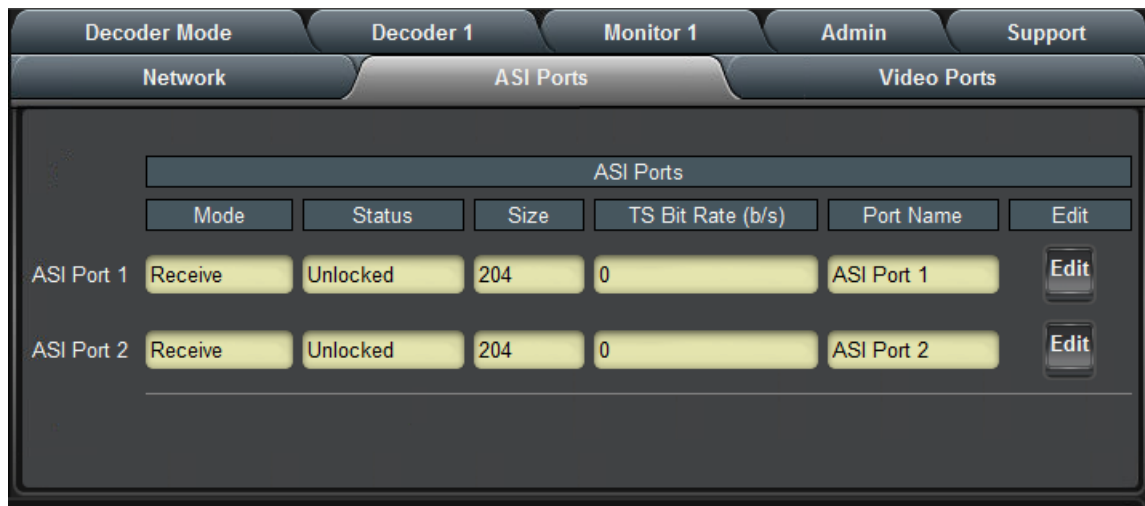 Decoder Mode Decoder 1 Monitor 1 Admin Support
Network ASI Ports Video Ports
ASI Ports
Mode Status Size TS Bit Rate (b/s) Port Name Edit
ASI Port 1 Receive Unlocked 204 0 ASI Port 1 Edit
ASI Port 2 Receive Unlocked 204 0 ASI Port 2 Edit